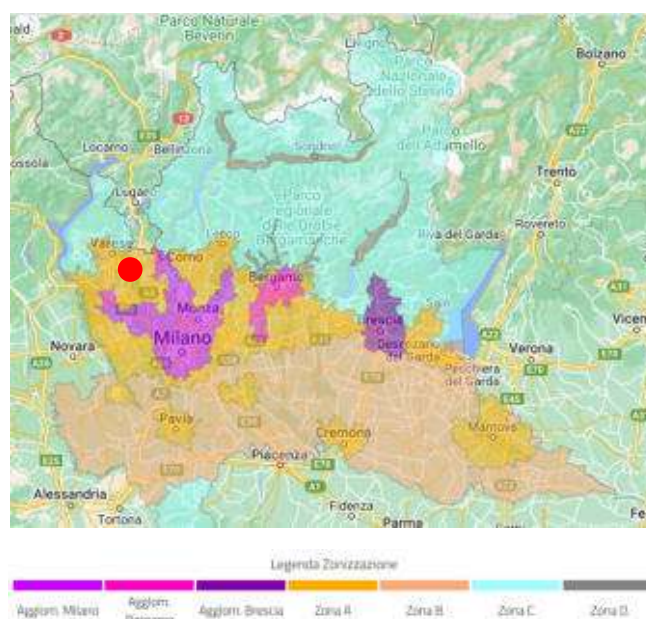 Parco Naturale
Beverin
Livigno
Bolzano
Parco
Nazionale
dello Stelvio
Locarno
Bellinzona
Sondrio
Parco
dell'Adamello
Trento
Lugano
Parco
regionale
delle Orobie
Bergamasche
Riva del Garda
Rovereto
Varese
Como
Lecco
Bergamo
Monza
Milano
Salò
Brescia
Desenzano
del Garda
Novara
Verona
Peschiera
del Garda
Pavia
Cremona
Mantova
Piacenza
Alessandria
Tortona
Fidenza
Parma
Legenda Zonizzazione
Agglom. Milano
Agglom.
Agglom. Brescia
Zona A
Zona B
Zona C
Zona D